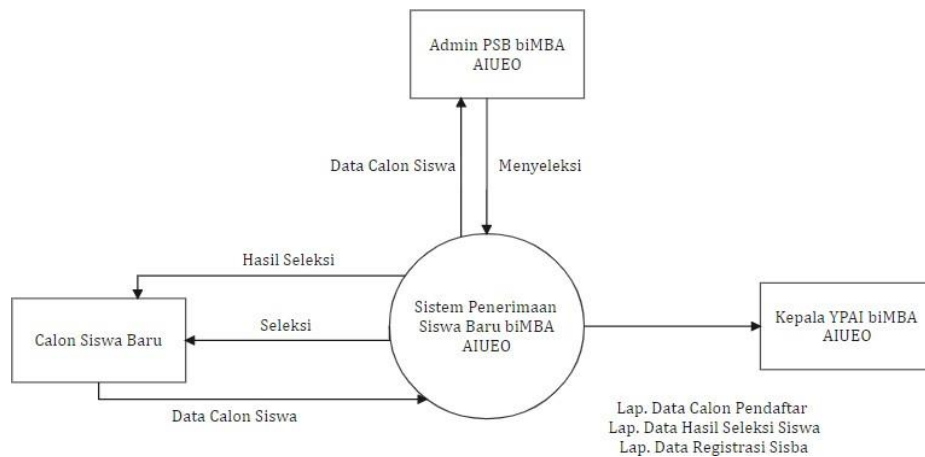 Admin PSB biMBA
AIUEO
Data Calon Siswa
Menyeleksi
Hasil Seleksi
Seleksi
Calon Siswa Baru
Data Calon Siswa
Sistem Penerimaan
Siswa Baru biMBA
AIUEO
Kepala YPAI biMBA
AIUEO
Lap. Data Calon Pendaftar
Lap. Data Hasil Seleksi Siswa
Lap. Data Registrasi Sisba